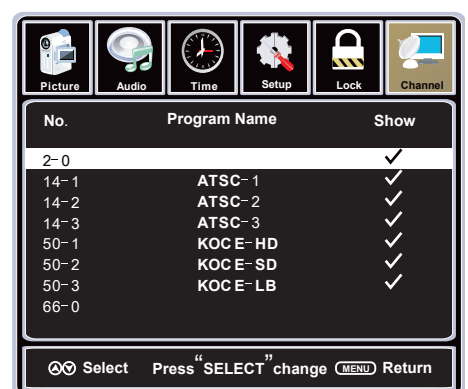 Picture Audio Time Setup Lock Channel
No. Program Name Show
2-0 ✓
14-1 ATSC-1 ✓
14-2 ATSC-2 ✓
14-3 ATSC-3 ✓
50-1 KOCE-HD ✓
50-2 KOCE-SD ✓
50-3 KOCE-LB ✓
66-0
Select Press “SELECT” change MENU Return